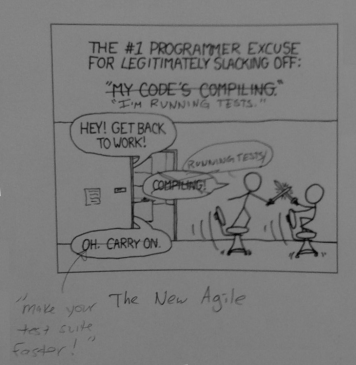 THE #1 PROGRAMMER EXCUSE
FOR LEGITIMATELY SLACKING OFF:
"MY CODE'S COMPILING."
"I'M RUNNING TESTS."
HEY! GET BACK
TO WORK!
RUNNING TESTS!
COMPILING!
OH. CARRY ON.
The New Agile
"make your
test suite
faster!"